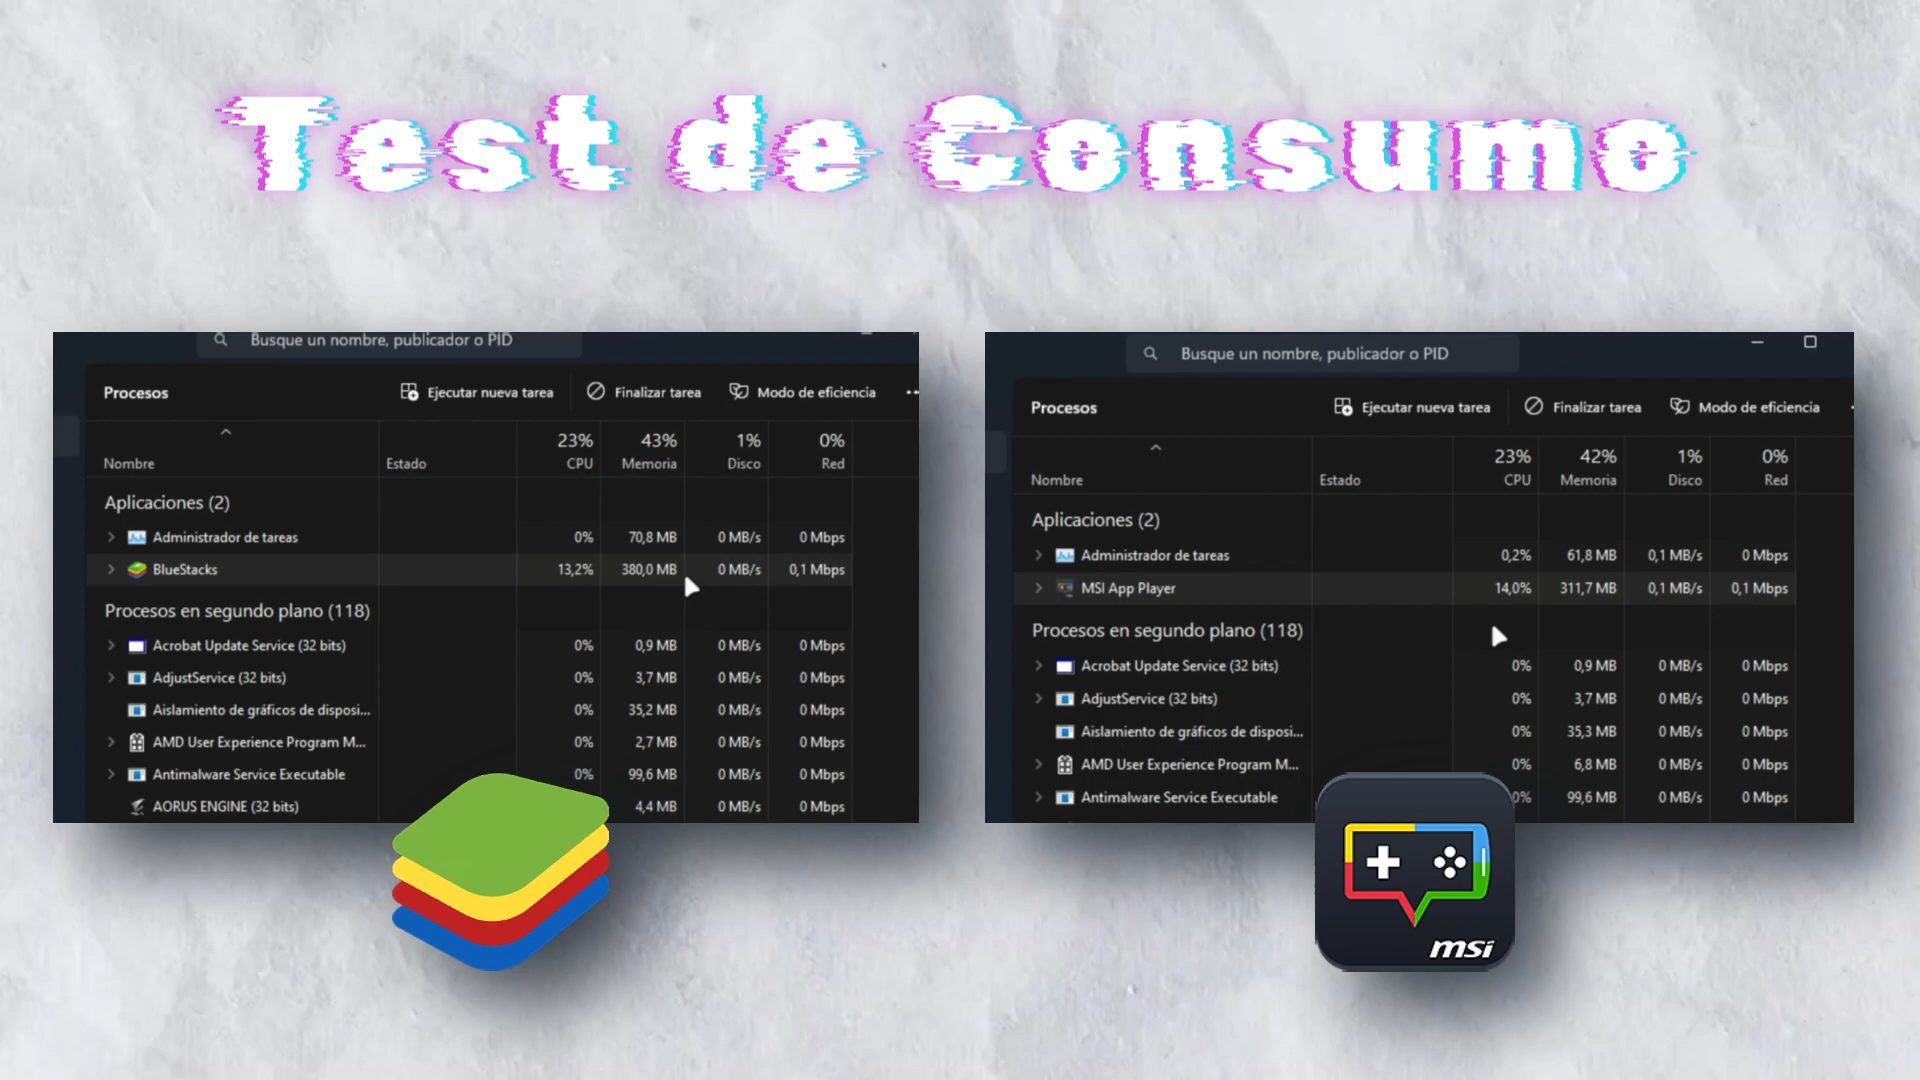 Test de Consumo
Busque un nombre, publicador o PID
Procesos
Ejecutar nueva tarea
Finalizar tarea
Modo de eficiencia
23% 43% 1% 0%
Nombre Estado CPU Memoria Disco Red
Aplicaciones (2)
Administrador de tareas 0% 70,8 MB 0 MB/s 0 Mbps
BlueStacks 13,2% 380,0 MB 0 MB/s 0,1 Mbps
Procesos en segundo plano (118)
Acrobat Update Service (32 bits) 0% 0,9 MB 0 MB/s 0 Mbps
AdjustService (32 bits) 0% 3,7 MB 0 MB/s 0 Mbps
Aislamiento de gráficos de disposi... 0% 35,2 MB 0 MB/s 0 Mbps
AMD User Experience Program M... 0% 2,7 MB 0 MB/s 0 Mbps
Antimalware Service Executable 0% 99,6 MB 0 MB/s 0 Mbps
AORUS ENGINE (32 bits) 4,4 MB 0 MB/s 0 Mbps
Busque un nombre, publicador o PID
Procesos
Ejecutar nueva tarea
Finalizar tarea
Modo de eficiencia
23% 42% 1% 0%
Nombre Estado CPU Memoria Disco Red
Aplicaciones (2)
Administrador de tareas 0,2% 61,8 MB 0,1 MB/s 0 Mbps
MSI App Player 14,0% 311,7 MB 0,1 MB/s 0,1 Mbps
Procesos en segundo plano (118)
Acrobat Update Service (32 bits) 0% 0,9 MB 0 MB/s 0 Mbps
AdjustService (32 bits) 0% 3,7 MB 0 MB/s 0 Mbps
Aislamiento de gráficos de disposi... 0% 35,3 MB 0 MB/s 0 Mbps
AMD User Experience Program M... 0% 6,8 MB 0 MB/s 0 Mbps
Antimalware Service Executable 0% 99,6 MB 0 MB/s 0 Mbps
msi